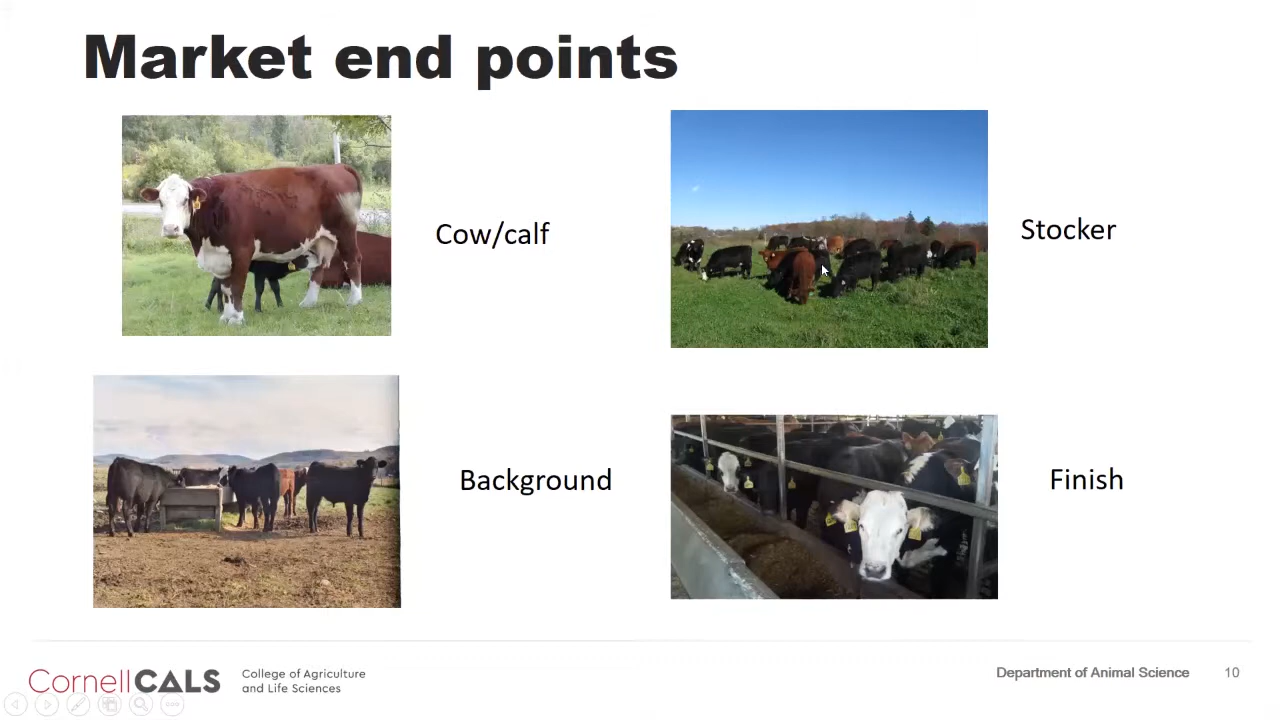 Market end points
Cow/calf
Stocker
Background
Finish
CornellCALS
College of Agriculture
and Life Sciences
Department of Animal Science
10